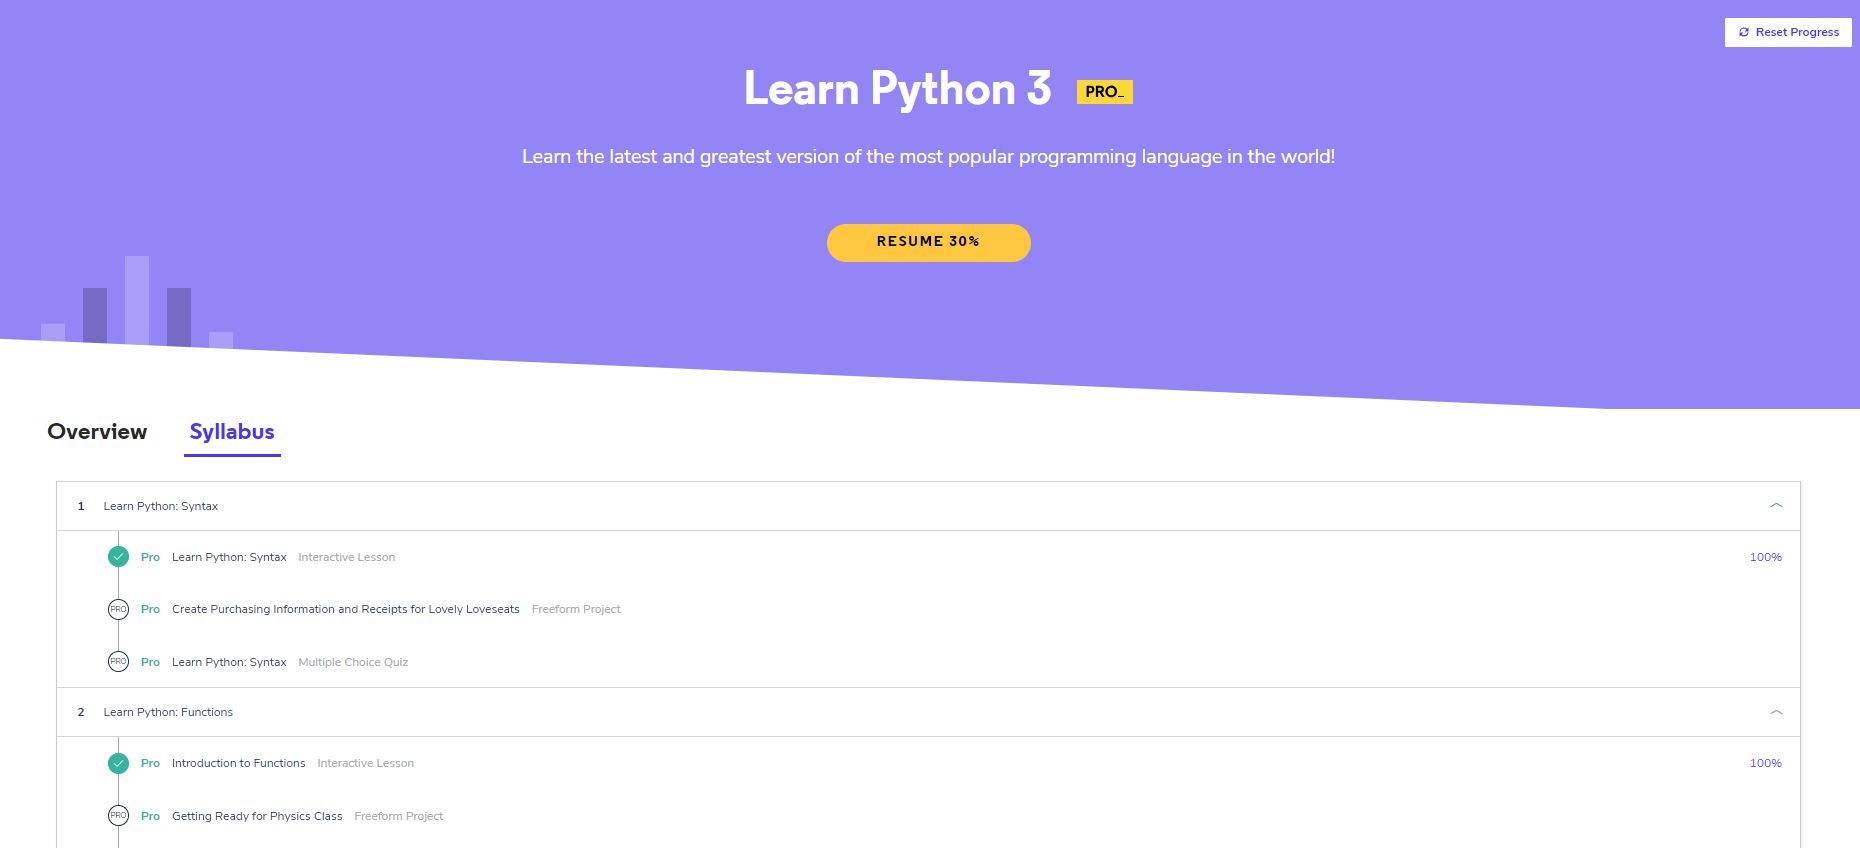 Reset Progress
Learn Python 3 PRO_
Learn the latest and greatest version of the most popular programming language in the world!
RESUME 30%
Overview Syllabus
1 Learn Python: Syntax
Pro Learn Python: Syntax Interactive Lesson 100%
PRO Pro Create Purchasing Information and Receipts for Lovely Loveseats Freeform Project
PRO Pro Learn Python: Syntax Multiple Choice Quiz
2 Learn Python: Functions
Pro Introduction to Functions Interactive Lesson 100%
PRO Pro Getting Ready for Physics Class Freeform Project